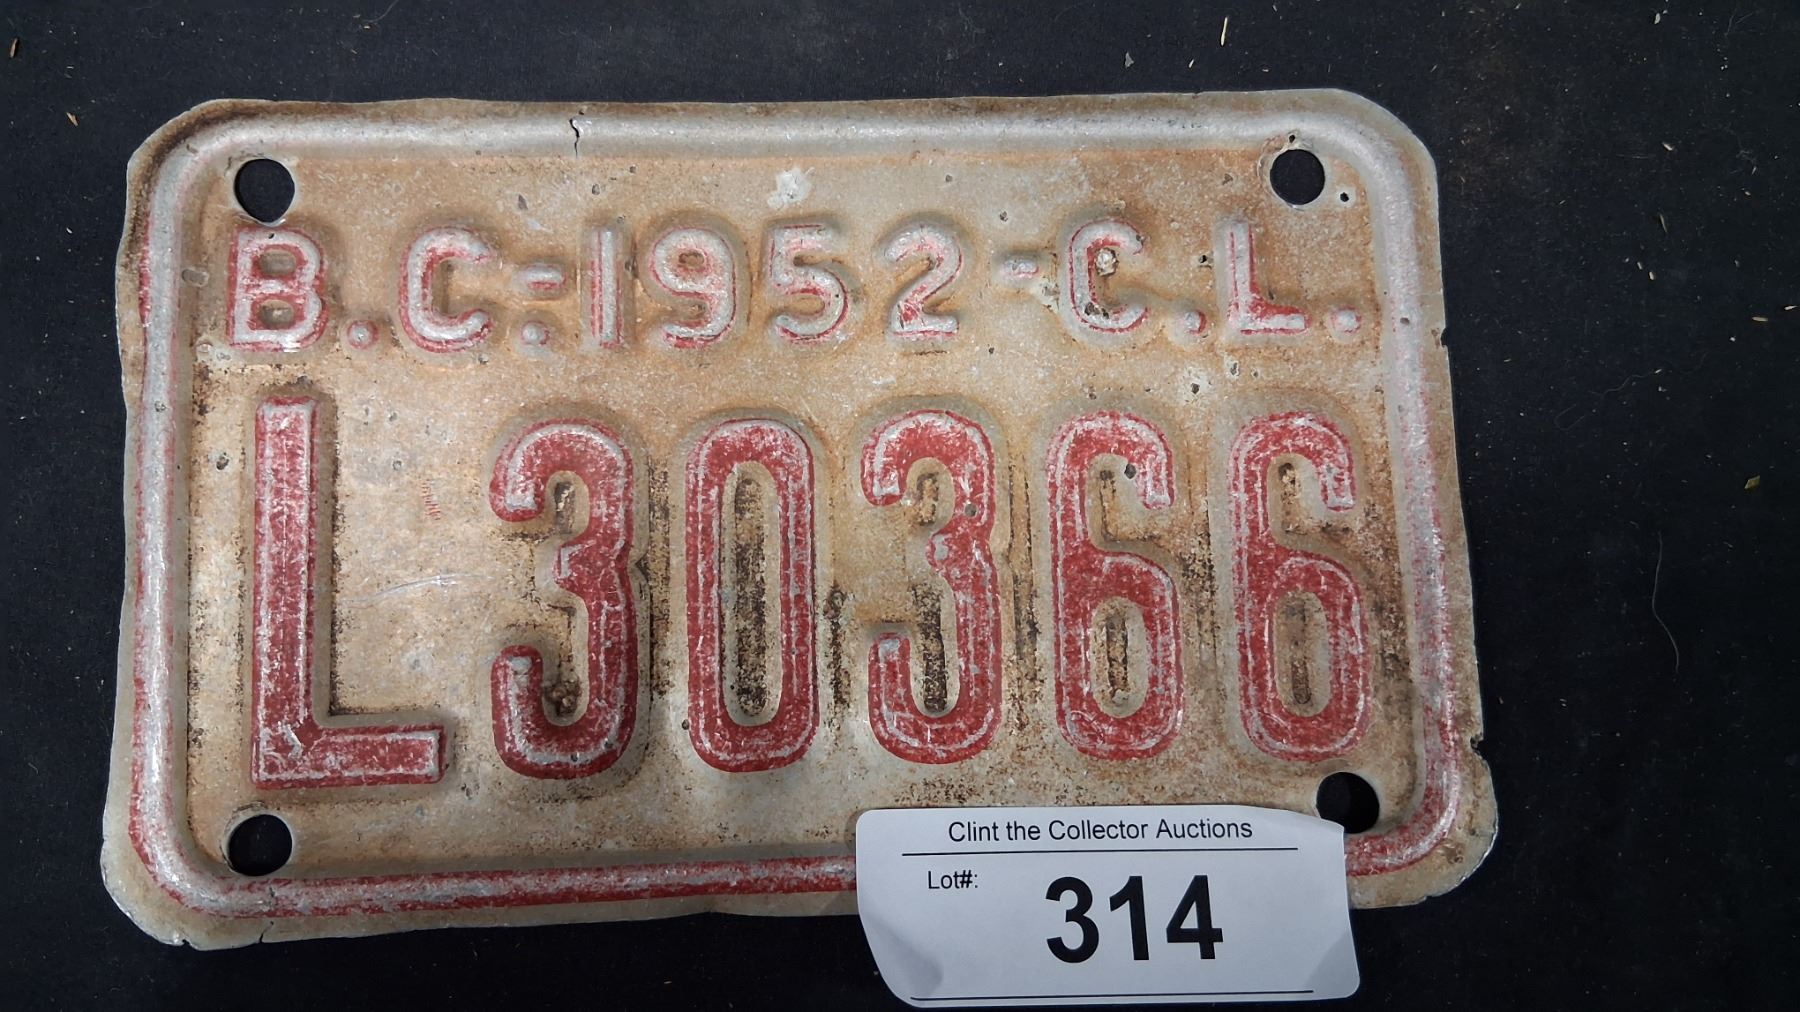 B.C.:-1952-C.L.
L30366
Clint the Collector Auctions
Lot#:
314